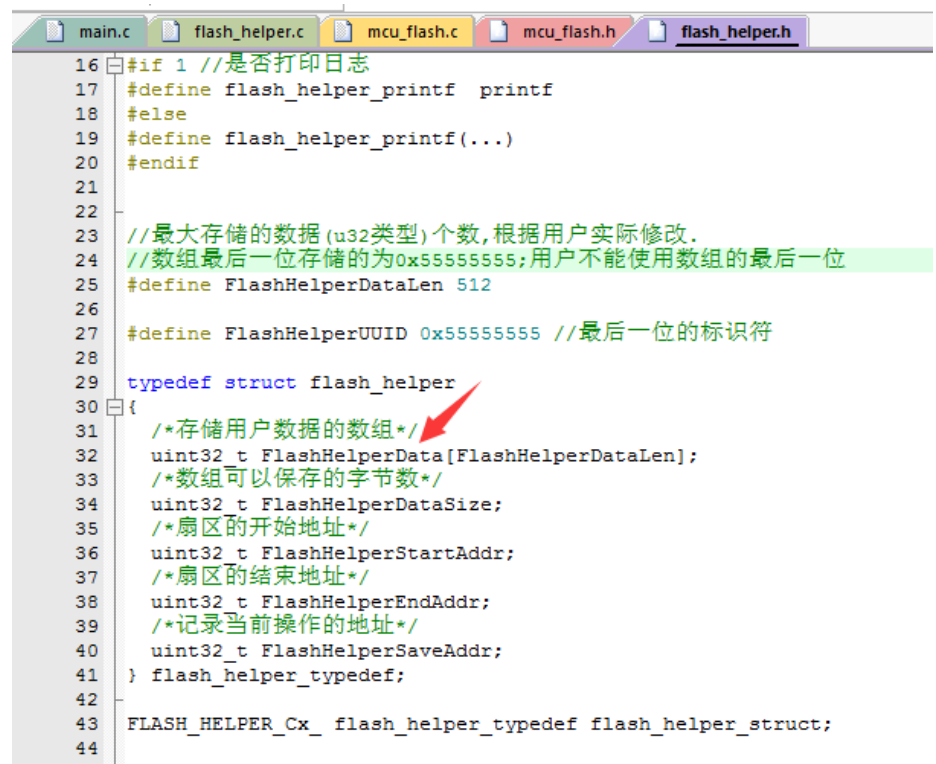 main.c flash_helper.c mcu_flash.c mcu_flash.h flash_helper.h
16 #if 1 //是否打印日志
17 #define flash_helper_printf  printf
18 #else
19 #define flash_helper_printf(...)
20 #endif
21
22
23 //最大存储的数据(u32类型)个数,根据用户实际修改.
24 //数组最后一位存储的为0x55555555;用户不能使用数组的最后一位
25 #define FlashHelperDataLen 512
26
27 #define FlashHelperUUID 0x55555555 //最后一位的标识符
28
29 typedef struct flash_helper
30 {
31   /*存储用户数据的数组*/
32   uint32_t FlashHelperData[FlashHelperDataLen];
33   /*数组可以保存的字节数*/
34   uint32_t FlashHelperDataSize;
35   /*扇区的开始地址*/
36   uint32_t FlashHelperStartAddr;
37   /*扇区的结束地址*/
38   uint32_t FlashHelperEndAddr;
39   /*记录当前操作的地址*/
40   uint32_t FlashHelperSaveAddr;
41 } flash_helper_typedef;
42
43 FLASH_HELPER_Cx_ flash_helper_typedef flash_helper_struct;
44